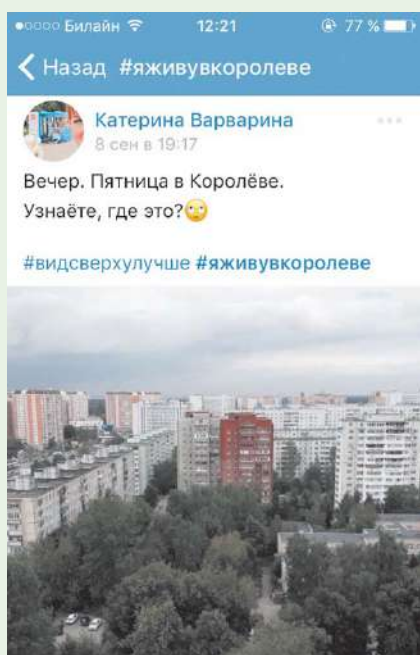 Билайн 12:21 77 %
Назад #яживувкоролеве
Катерина Варварина
8 сен в 19:17
Вечер. Пятница в Королёве.
Узнаёте, где это?🙄
#видсверхулучше #яживувкоролеве